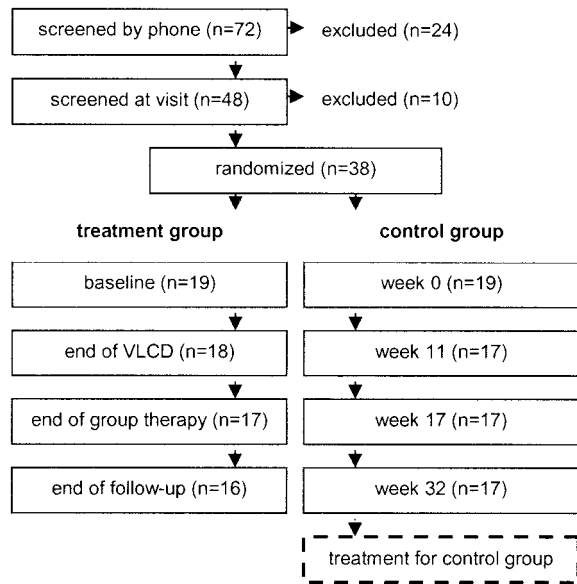 screened by phone (n=72)
excluded (n=24)
screened at visit (n=48)
excluded (n=10)
randomized (n=38)
treatment group
control group
baseline (n=19)
week 0 (n=19)
end of VLCD (n=18)
week 11 (n=17)
end of group therapy (n=17)
week 17 (n=17)
end of follow-up (n=16)
week 32 (n=17)
treatment for control group